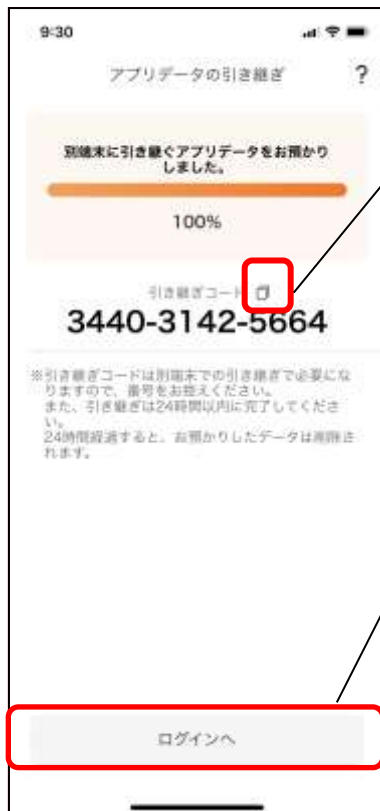 9:30
アプリデータの引き継ぎ ?
別端末に引き継ぐアプリデータをお預かり
しました。
100%
引き継ぎコード
3440-3142-5664
※引き継ぎコードは別端末での引き継ぎで必要にな
りますので、番号をお控えください。
また、引き継ぎは24時間以内に完了してくださ
い。
24時間経過すると、お預かりしたデータは削除さ
れます。
ログインへ